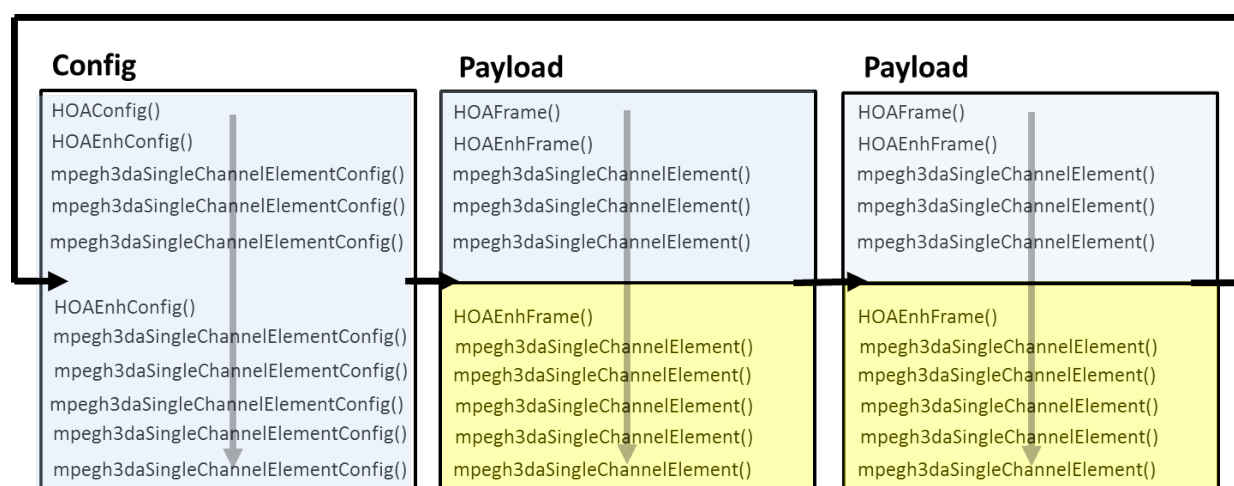 Config
HOAConfig()
HOAEnhConfig()
mpegh3daSingleChannelElementConfig()
mpegh3daSingleChannelElementConfig()
mpegh3daSingleChannelElementConfig()
HOAEnhConfig()
mpegh3daSingleChannelElementConfig()
mpegh3daSingleChannelElementConfig()
mpegh3daSingleChannelElementConfig()
mpegh3daSingleChannelElementConfig()
mpegh3daSingleChannelElementConfig()
Payload
HOAFrame()
HOAEnhFrame()
mpegh3daSingleChannelElement()
mpegh3daSingleChannelElement()
mpegh3daSingleChannelElement()
HOAEnhFrame()
mpegh3daSingleChannelElement()
mpegh3daSingleChannelElement()
mpegh3daSingleChannelElement()
mpegh3daSingleChannelElement()
mpegh3daSingleChannelElement()
Payload
HOAFrame()
HOAEnhFrame()
mpegh3daSingleChannelElement()
mpegh3daSingleChannelElement()
mpegh3daSingleChannelElement()
HOAEnhFrame()
mpegh3daSingleChannelElement()
mpegh3daSingleChannelElement()
mpegh3daSingleChannelElement()
mpegh3daSingleChannelElement()
mpegh3daSingleChannelElement()